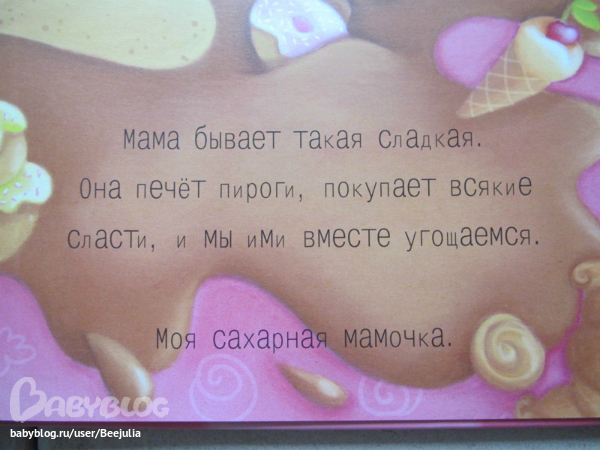 Мама бывает такая сладкая.
Она печёт пироги, покупает всякие
сласти, и мы ими вместе угощаемся.
Моя сахарная мамочка.
BABYBLOG
babyblog.ru/user/Beejulia